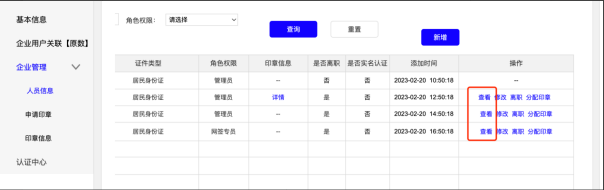 基本信息
企业用户关联【原数】
企业管理
人员信息
申请印章
印章信息
认证中心
角色权限： 请选择
查询 重置
新增
证件类型 角色权限 印章信息 是否离职 是否实名认证 添加时间 操作
居民身份证 管理员 -- 否 否 2023-02-20 10:50:18 --
居民身份证 管理员 详情 是 否 2023-02-20 12:50:18 查看 修改 离职 分配印章
居民身份证 管理员 -- 是 否 2023-02-20 14:50:18 查看 修改 离职 分配印章
居民身份证 网签专员 -- 是 否 2023-02-20 16:50:18 查看 修改 离职 分配印章